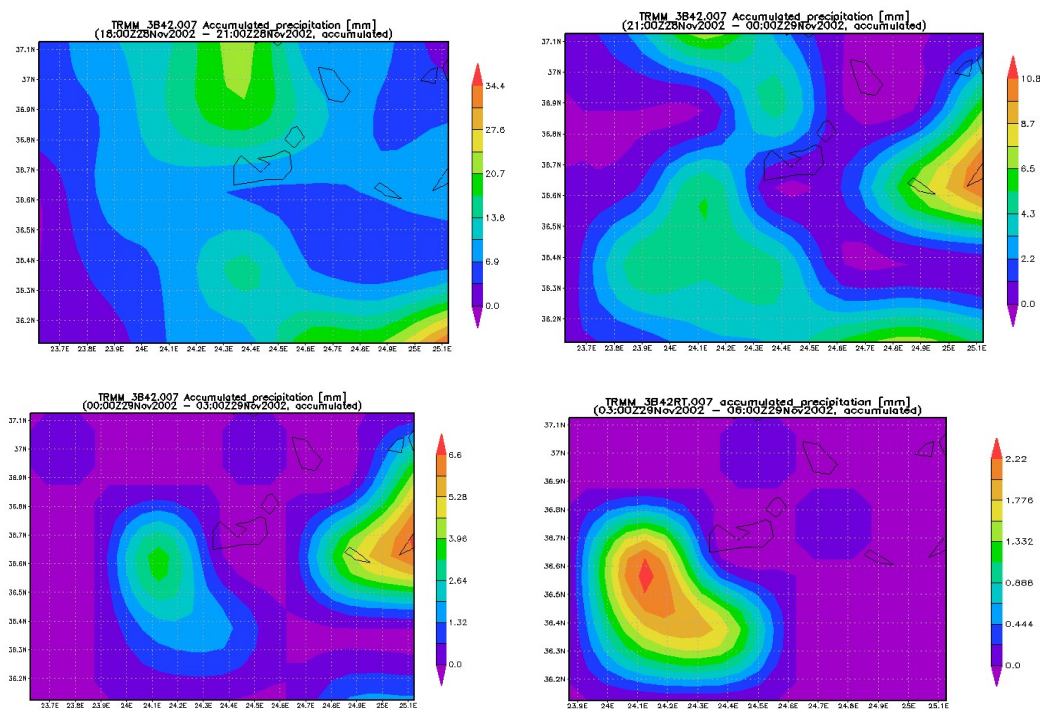 TRMM_3B42.007 Accumulated precipitation [mm]
(18:00Z28Nov2002 – 21:00Z28Nov2002, accumulated)
37.1N
37N
36.9N
36.8N
36.7N
36.6N
36.5N
36.4N
36.3N
36.2N
23.7E 23.8E 23.9E 24E 24.1E 24.2E 24.3E 24.4E 24.5E 24.6E 24.7E 24.8E 24.9E 25E 25.1E
34.4
27.6
20.7
13.8
6.9
0.0
TRMM_3B42.007 Accumulated precipitation [mm]
(21:00Z28Nov2002 – 00:00Z29Nov2002, accumulated)
37.1N
37N
36.9N
36.8N
36.7N
36.6N
36.5N
36.4N
36.3N
36.2N
23.7E 23.8E 23.9E 24E 24.1E 24.2E 24.3E 24.4E 24.5E 24.6E 24.7E 24.8E 24.9E 25E 25.1E
10.8
8.7
6.5
4.3
2.2
0.0
TRMM_3B42.007 Accumulated precipitation [mm]
(00:00Z29Nov2002 – 03:00Z29Nov2002, accumulated)
37.1N
37N
36.9N
36.8N
36.7N
36.6N
36.5N
36.4N
36.3N
36.2N
23.7E 23.8E 23.9E 24E 24.1E 24.2E 24.3E 24.4E 24.5E 24.6E 24.7E 24.8E 24.9E 25E 25.1E
6.6
5.28
3.96
2.64
1.32
0.0
TRMM_3B42RT.007 accumulated precipitation [mm]
(03:00Z29Nov2002 – 06:00Z29Nov2002, accumulated)
37.1N
37N
36.9N
36.8N
36.7N
36.6N
36.5N
36.4N
36.3N
36.2N
23.7E 23.8E 23.9E 24E 24.1E 24.2E 24.3E 24.4E 24.5E 24.6E 24.7E 24.8E 24.9E 25E 25.1E
2.22
1.776
1.332
0.888
0.444
0.0